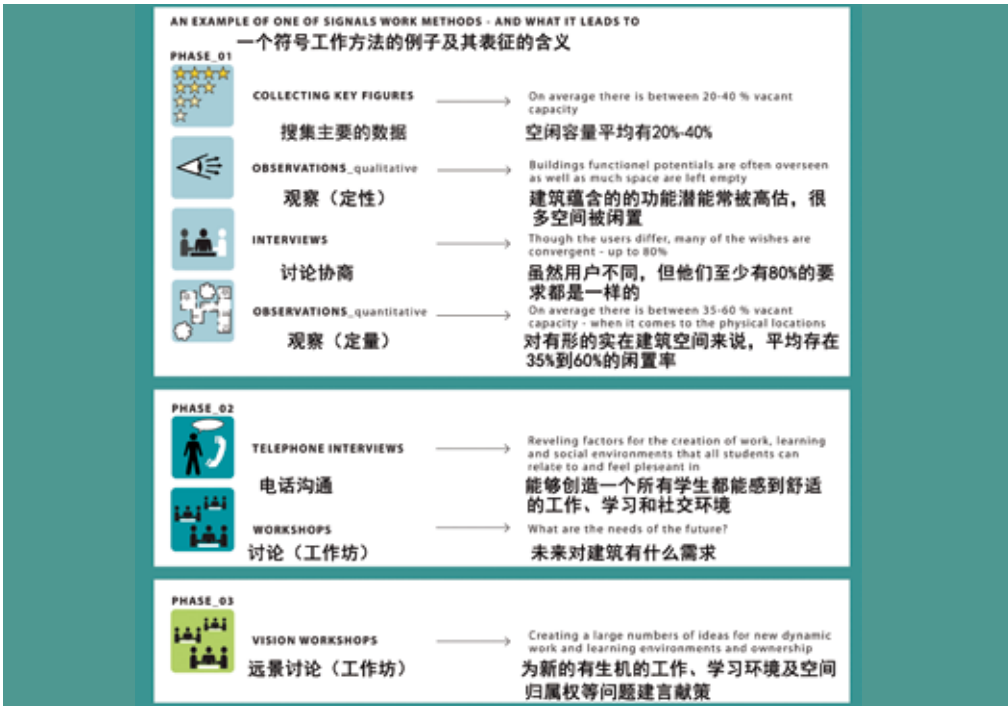 AN EXAMPLE OF ONE OF SIGNALS WORK METHODS - AND WHAT IT LEADS TO
一个符号工作方法的例子及其表征的含义
PHASE_01
COLLECTING KEY FIGURES
On average there is between 20-40 % vacant
capacity
搜集主要的数据
空闲容量平均有20%-40%
OBSERVATIONS_qualitative
Buildings functionel potentials are often overseen
as well as much space are left empty
观察（定性）
建筑蕴含的的功能潜能常被高估，很
多空间被闲置
INTERVIEWS
Though the users differ, many of the wishes are
convergent - up to 80%
讨论协商
虽然用户不同，但他们至少有80%的要
求都是一样的
OBSERVATIONS_quantitative
On average there is between 35-60 % vacant
capacity - when it comes to the physical locations
观察（定量）
对有形的实在建筑空间来说，平均存在
35%到60%的闲置率
PHASE_02
TELEPHONE INTERVIEWS
Reveling factors for the creation of work, learning
and social environments that all students can
relate to and feel pleseant in
电话沟通
能够创造一个所有学生都能感到舒适
的工作、学习和社交环境
WORKSHOPS
What are the needs of the future?
讨论（工作坊）
未来对建筑有什么需求
PHASE_03
VISION WORKSHOPS
Creating a large numbers of ideas for new dynamic
work and learning environments and ownership
远景讨论（工作坊）
为新的有生机的工作、学习环境及空间
归属权等问题建言献策